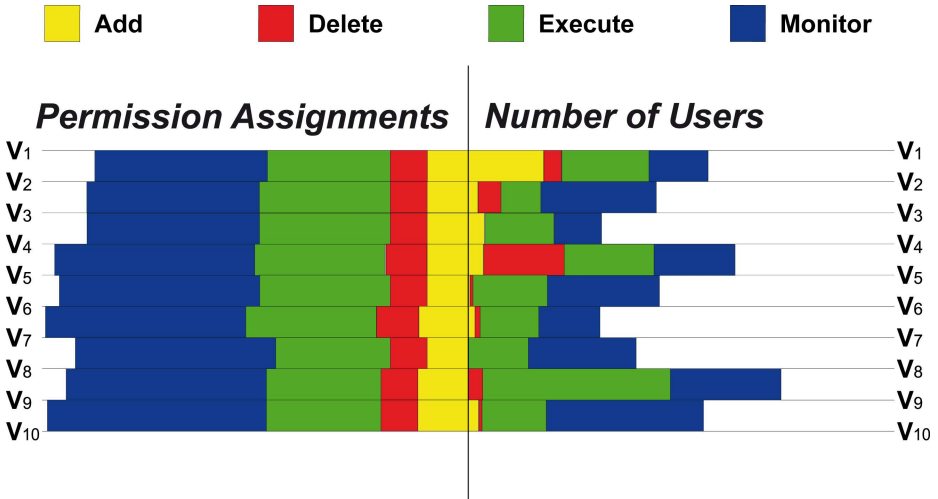 Add Delete Execute Monitor
Permission Assignments Number of Users
V1 V1
V2 V2
V3 V3
V4 V4
V5 V5
V6 V6
V7 V7
V8 V8
V9 V9
V10 V10